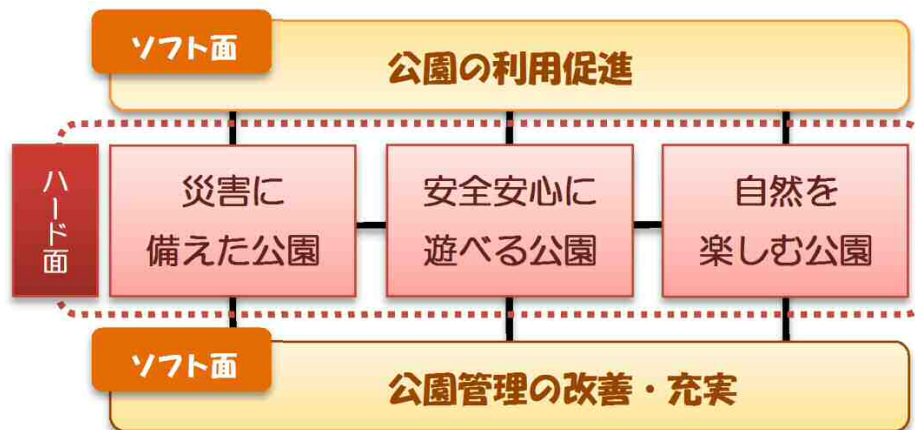 ソフト面
公園の利用促進
ハード面
災害に
備えた公園
安全安心に
遊べる公園
自然を
楽しむ公園
ソフト面
公園管理の改善・充実